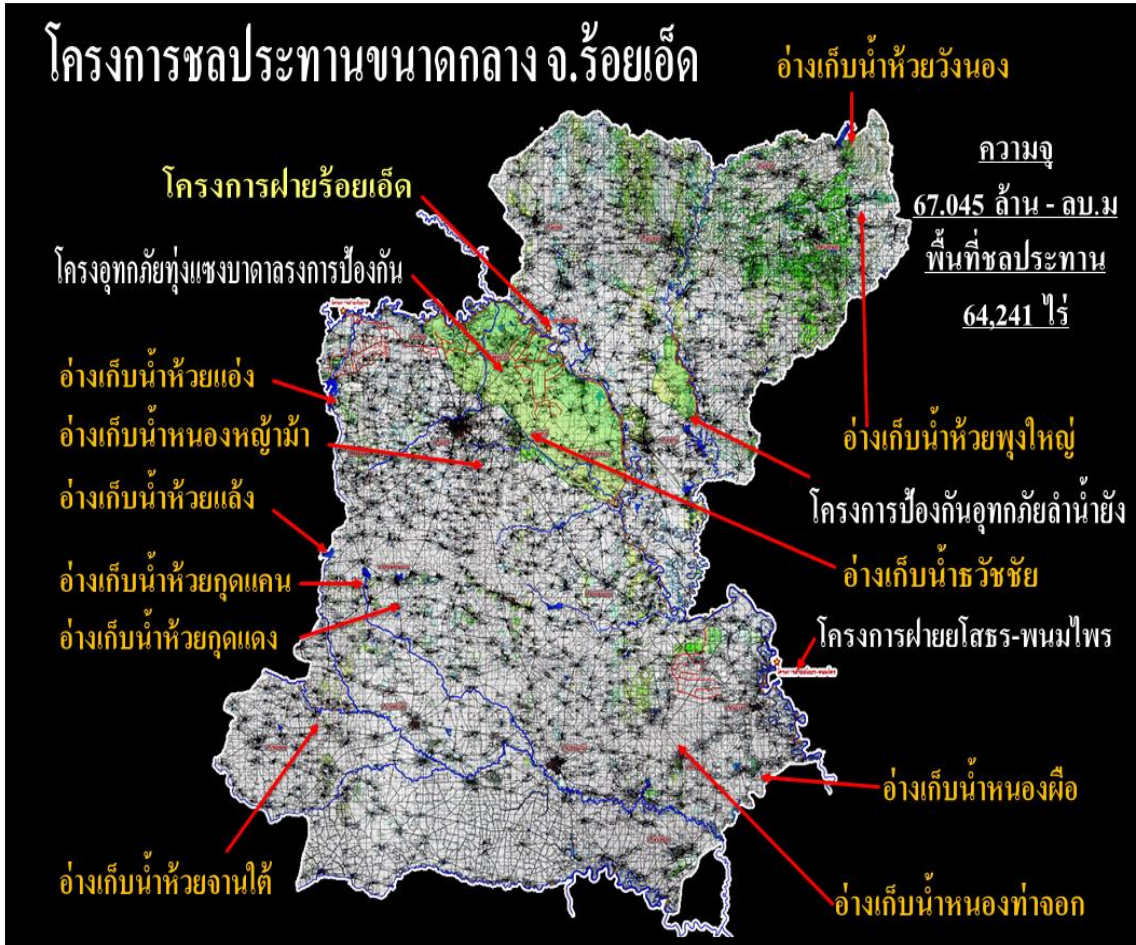 โครงการชลประทานขนาดกลาง จ.ร้อยเอ็ด
อ่างเก็บน้ำห้วยวังนอง
ความจุ
67.045 ล้าน - ลบ.ม
พื้นที่ชลประทาน
64,241 ไร่
โครงการฝายร้อยเอ็ด
โครงอุทกภัยทุ่งแซงบาดาลรงการป้องกัน
อ่างเก็บน้ำห้วยแอ่ง
อ่างเก็บน้ำหนองหญ้าม้า
อ่างเก็บน้ำห้วยแล้ง
อ่างเก็บน้ำห้วยกุดแคน
อ่างเก็บน้ำห้วยกุดแดง
อ่างเก็บน้ำห้วยจานใต้
อ่างเก็บน้ำห้วยพุงใหญ่
โครงการป้องกันอุทกภัยลำน้ำยัง
อ่างเก็บน้ำธวัชชัย
โครงการฝายยโสธร-พนมไพร
อ่างเก็บน้ำหนองผือ
อ่างเก็บน้ำหนองท่าจอก